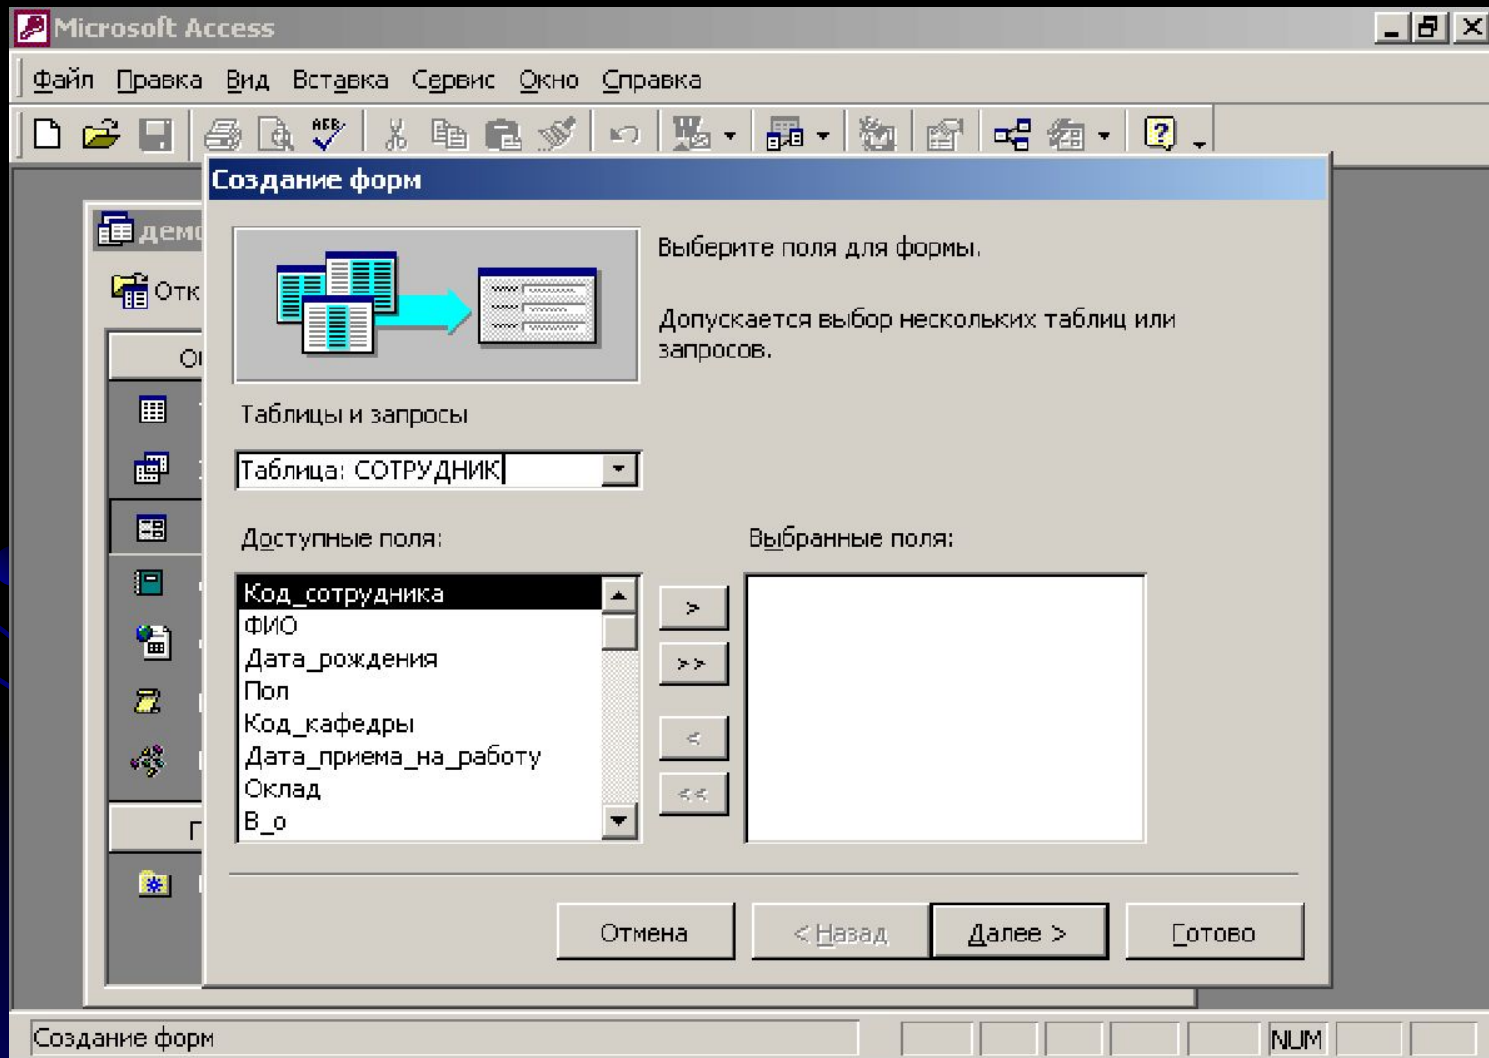 Microsoft Access
Файл Правка Вид Вставка Сервис Окно Справка
Создание форм
Выберите поля для формы.
Допускается выбор нескольких таблиц или
запросов.
Таблицы и запросы
Таблица: СОТРУДНИК
Доступные поля:
Выбранные поля:
Код_сотрудника
ФИО
Дата_рождения
Пол
Код_кафедры
Дата_приема_на_работу
Оклад
В_о
>
>>
<
<<
Отмена
< Назад
Далее >
Готово
Создание форм
NUM